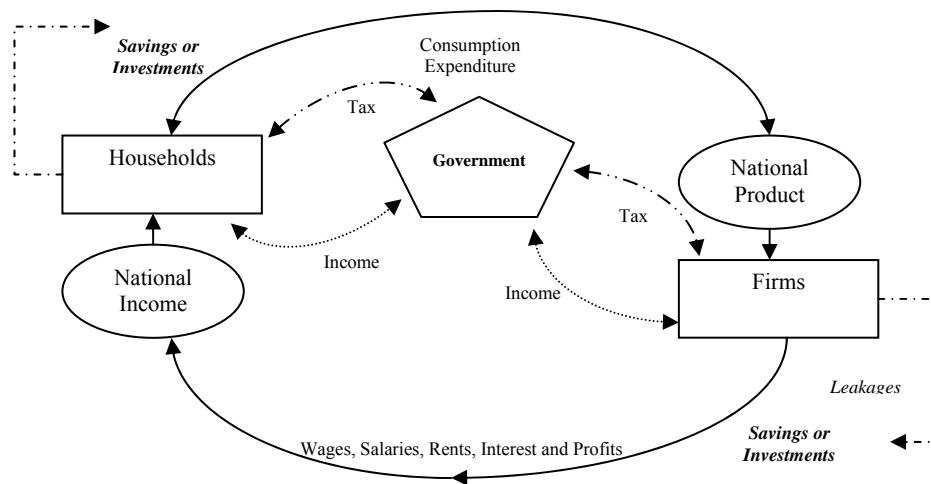 Savings or
Investments
Consumption
Expenditure
Tax
Households
Government
National
Product
Tax
Income
National
Income
Income
Firms
Leakages
Wages, Salaries, Rents, Interest and Profits
Savings or
Investments